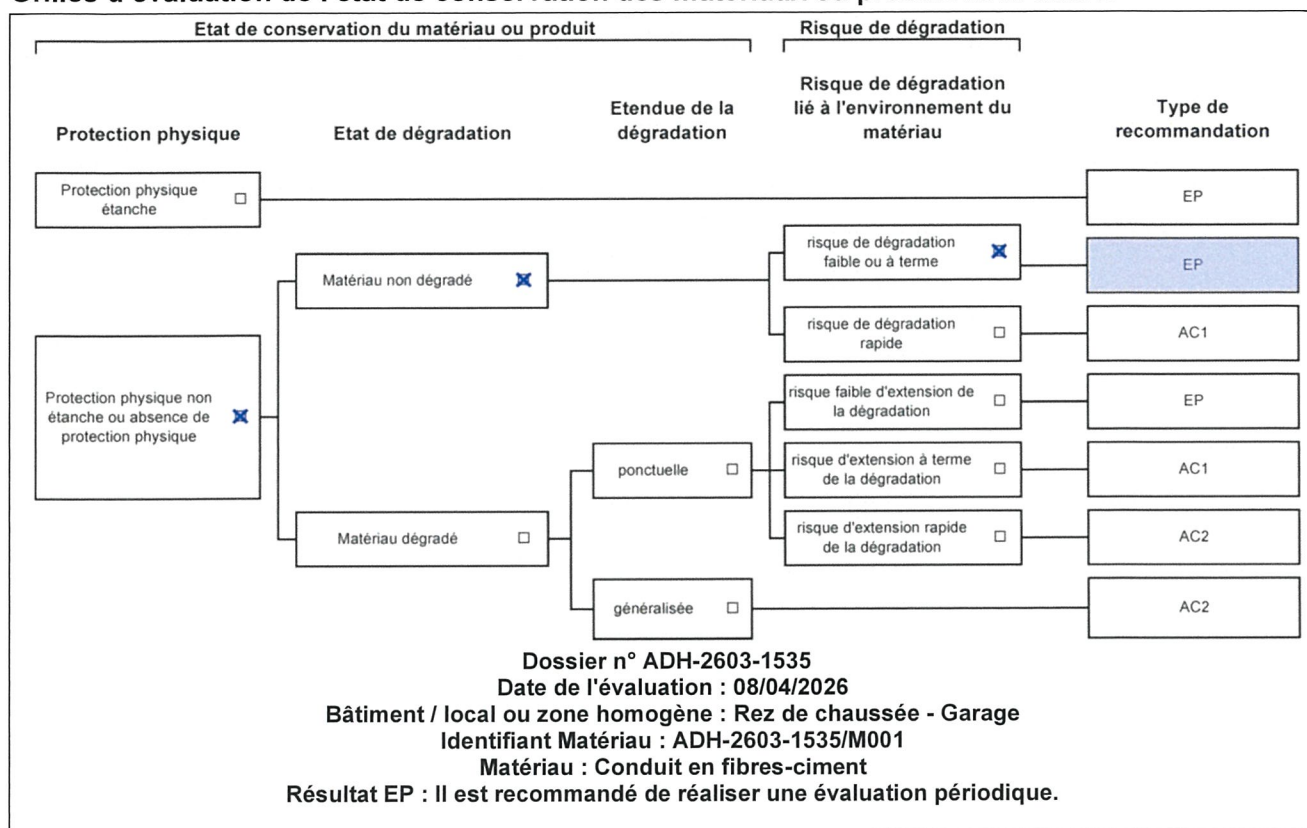 Etat de conservation du matériau ou produit
Risque de dégradation
Protection physique
Etat de dégradation
Etendue de la
dégradation
Risque de dégradation
lié à l'environnement du
matériau
Type de
recommandation
Protection physique
étanche
EP
risque de dégradation
faible ou à terme
EP
Matériau non dégradé
risque de dégradation
rapide
AC1
Protection physique non
étanche ou absence de
protection physique
risque faible d'extension de
la dégradation
EP
ponctuelle
risque d'extension à terme
de la dégradation
AC1
Matériau dégradé
risque d'extension rapide
de la dégradation
AC2
généralisée
AC2
Dossier n° ADH-2603-1535
Date de l'évaluation : 08/04/2026
Bâtiment / local ou zone homogène : Rez de chaussée - Garage
Identifiant Matériau : ADH-2603-1535/M001
Matériau : Conduit en fibres-ciment
Résultat EP : Il est recommandé de réaliser une évaluation périodique.